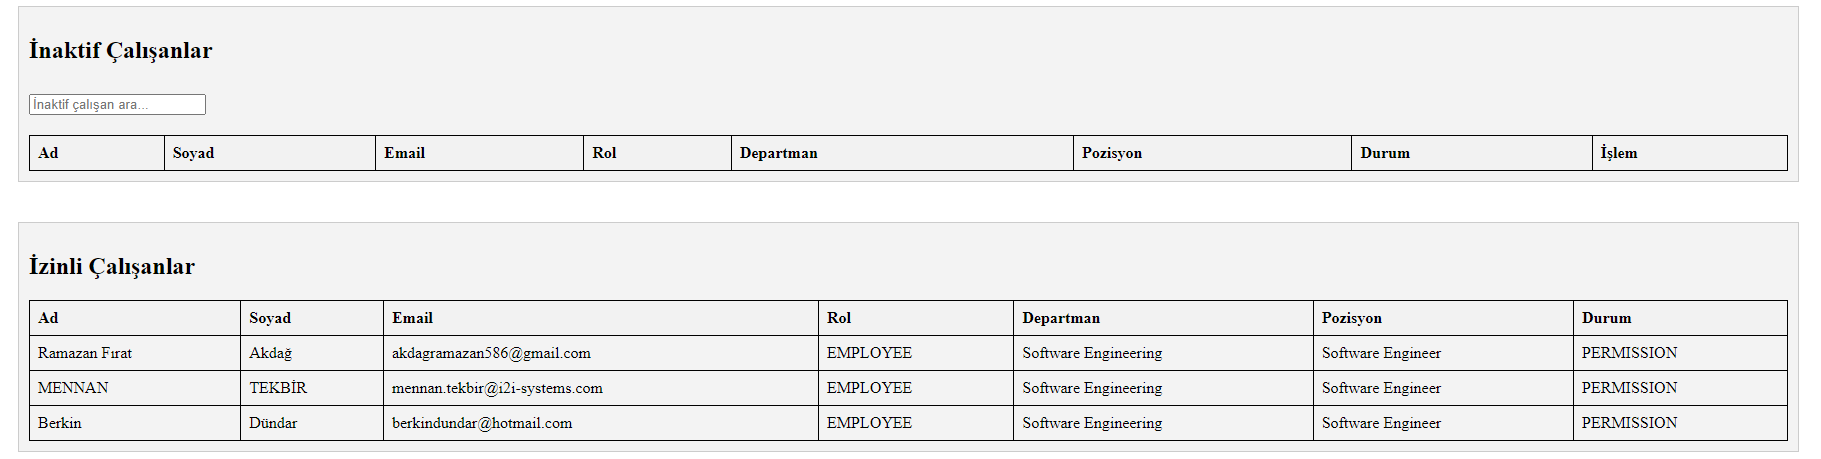 İnaktif Çalışanlar
İnaktif çalışan ara...
Ad Soyad Email Rol Departman Pozisyon Durum İşlem
İzinli Çalışanlar
Ad Soyad Email Rol Departman Pozisyon Durum
Ramazan Fırat Akdağ akdagramazan586@gmail.com EMPLOYEE Software Engineering Software Engineer PERMISSION
MENNAN TEKBİR mennan.tekbir@i2i-systems.com EMPLOYEE Software Engineering Software Engineer PERMISSION
Berkin Dündar berkindundar@hotmail.com EMPLOYEE Software Engineering Software Engineer PERMISSION